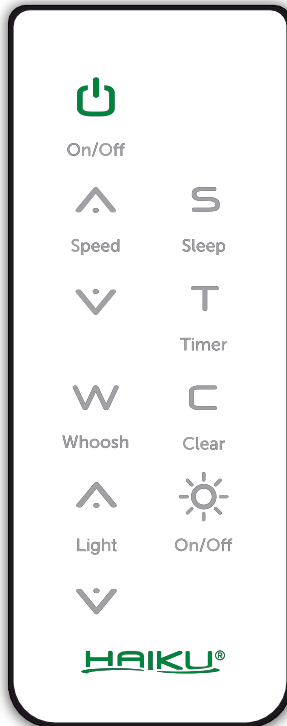 On/Off
S
Speed Sleep
T
Timer
W C
Whoosh Clear
Light On/Off
HAIKU®